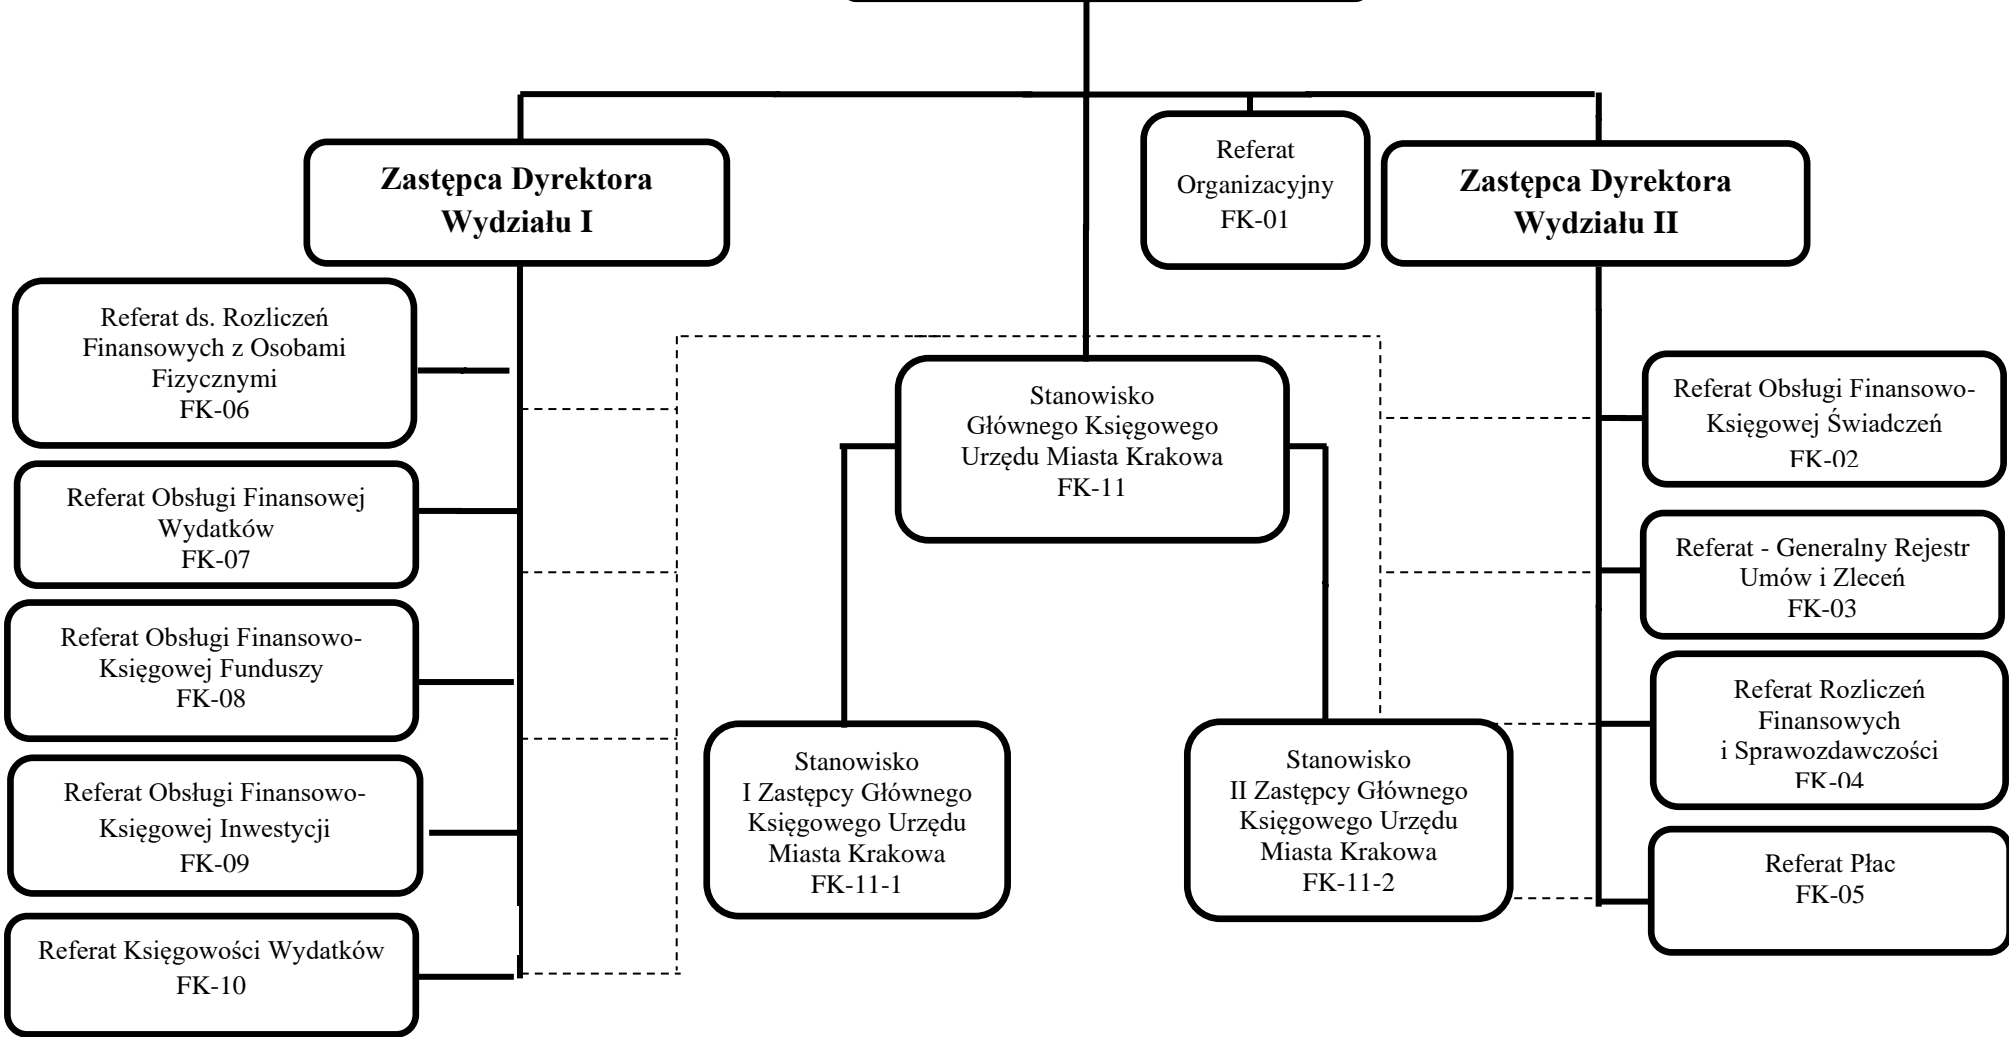 Zastępca Dyrektora
Wydziału I
Referat
Organizacyjny
FK-01
Zastępca Dyrektora
Wydziału II
Referat ds. Rozliczeń
Finansowych z Osobami
Fizycznymi
FK-06
Referat Obsługi Finansowej
Wydatków
FK-07
Referat Obsługi Finansowo-
Księgowej Funduszy
FK-08
Referat Obsługi Finansowo-
Księgowej Inwestycji
FK-09
Referat Księgowości Wydatków
FK-10
Stanowisko
Głównego Księgowego
Urzędu Miasta Krakowa
FK-11
Stanowisko
I Zastępcy Głównego
Księgowego Urzędu
Miasta Krakowa
FK-11-1
Stanowisko
II Zastępcy Głównego
Księgowego Urzędu
Miasta Krakowa
FK-11-2
Referat Obsługi Finansowo-
Księgowej Świadczeń
FK-02
Referat - Generalny Rejestr
Umów i Zleceń
FK-03
Referat Rozliczeń
Finansowych
i Sprawozdawczości
FK-04
Referat Płac
FK-05